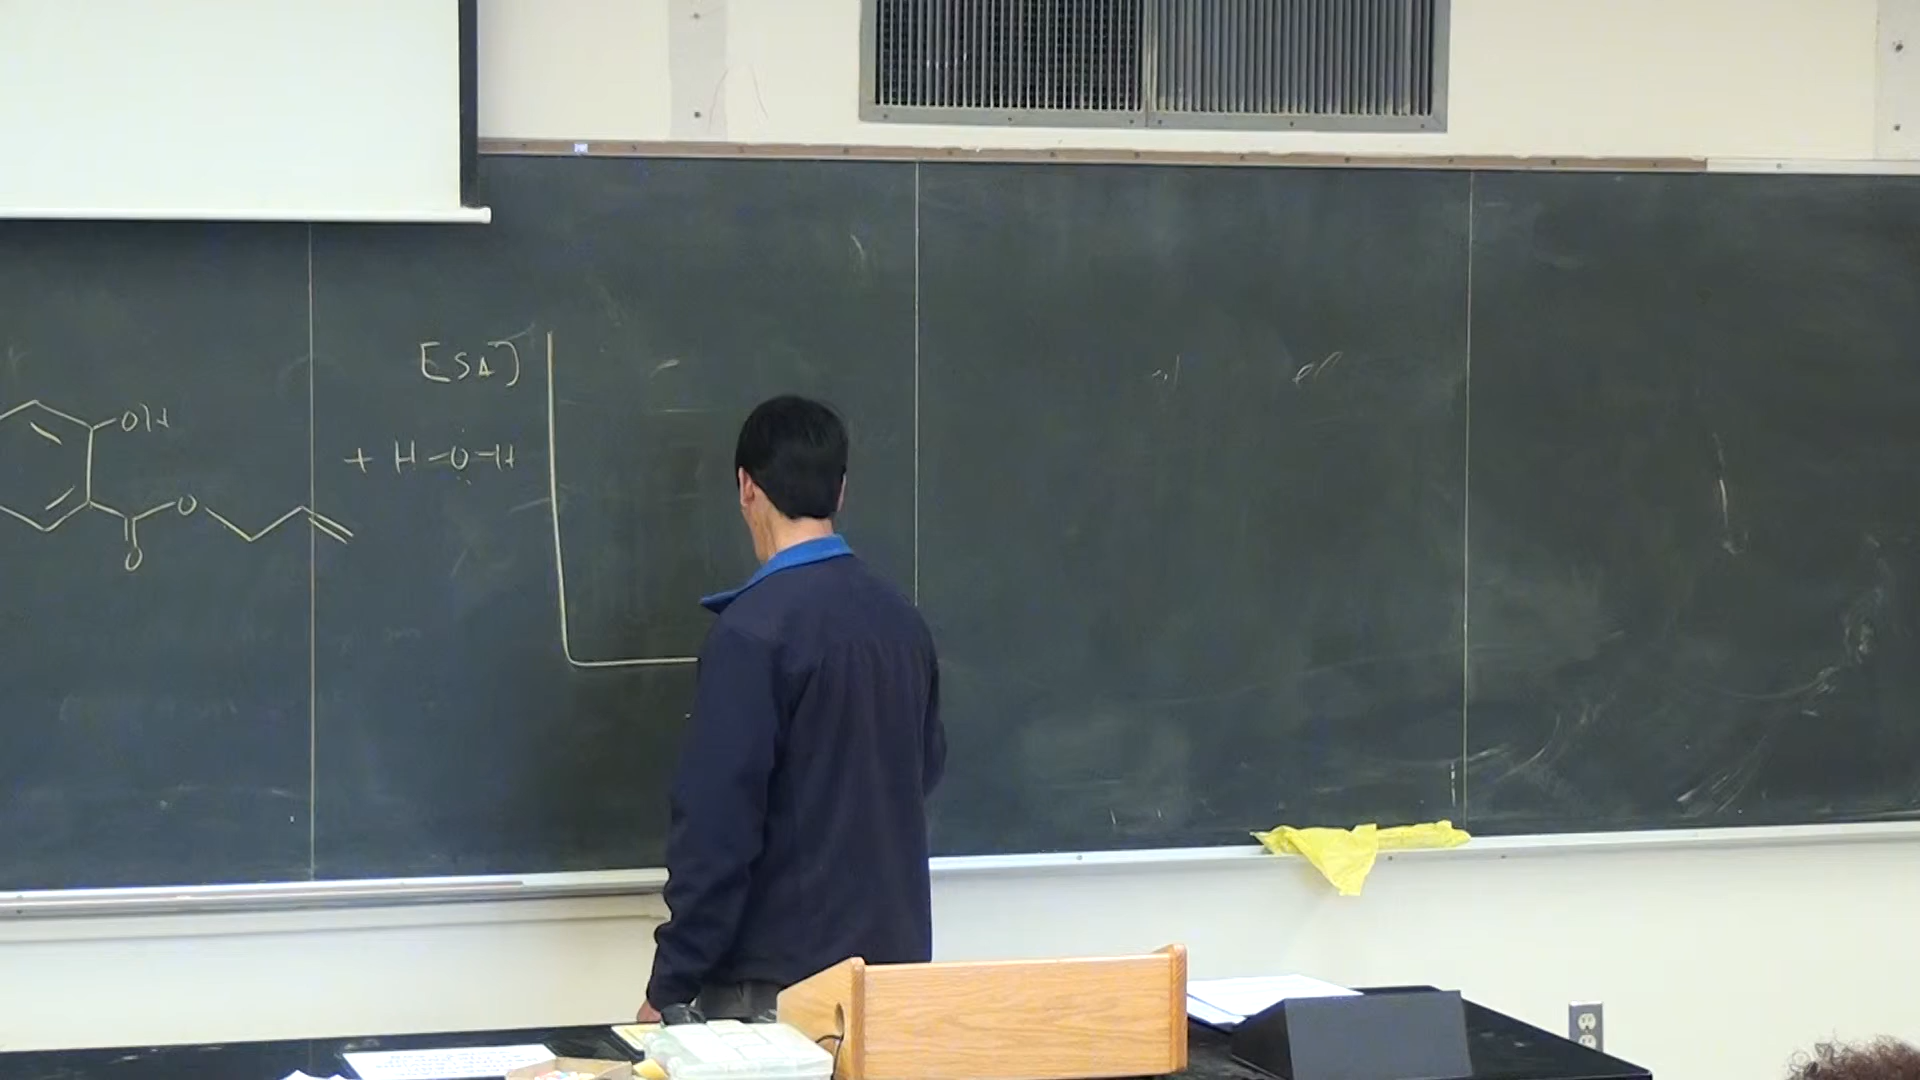 [SA]
OH
+ H-O-H
O
O